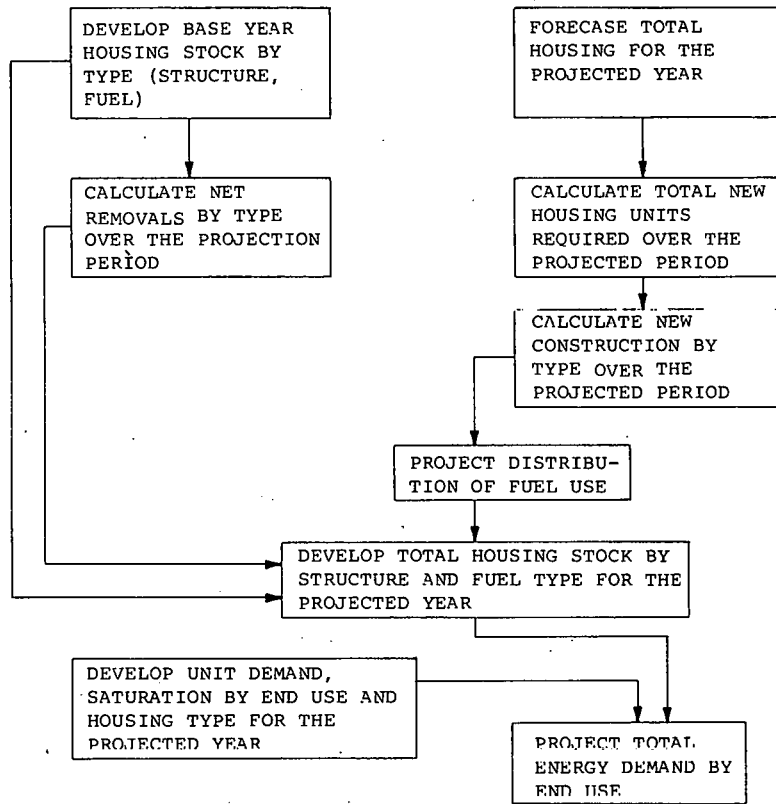 DEVELOP BASE YEAR
HOUSING STOCK BY
TYPE (STRUCTURE,
FUEL)
FORECASE TOTAL
HOUSING FOR THE
PROJECTED YEAR
CALCULATE NET
REMOVALS BY TYPE
OVER THE PROJECTION
PERIOD
CALCULATE TOTAL NEW
HOUSING UNITS
REQUIRED OVER THE
PROJECTED PERIOD
CALCULATE NEW
CONSTRUCTION BY
TYPE OVER THE
PROJECTED PERIOD
PROJECT DISTRIBU-
TION OF FUEL USE
DEVELOP TOTAL HOUSING STOCK BY
STRUCTURE AND FUEL TYPE FOR THE
PROJECTED YEAR
DEVELOP UNIT DEMAND,
SATURATION BY END USE AND
HOUSING TYPE FOR THE
PROJECTED YEAR
PROJECT TOTAL
ENERGY DEMAND BY
END USE